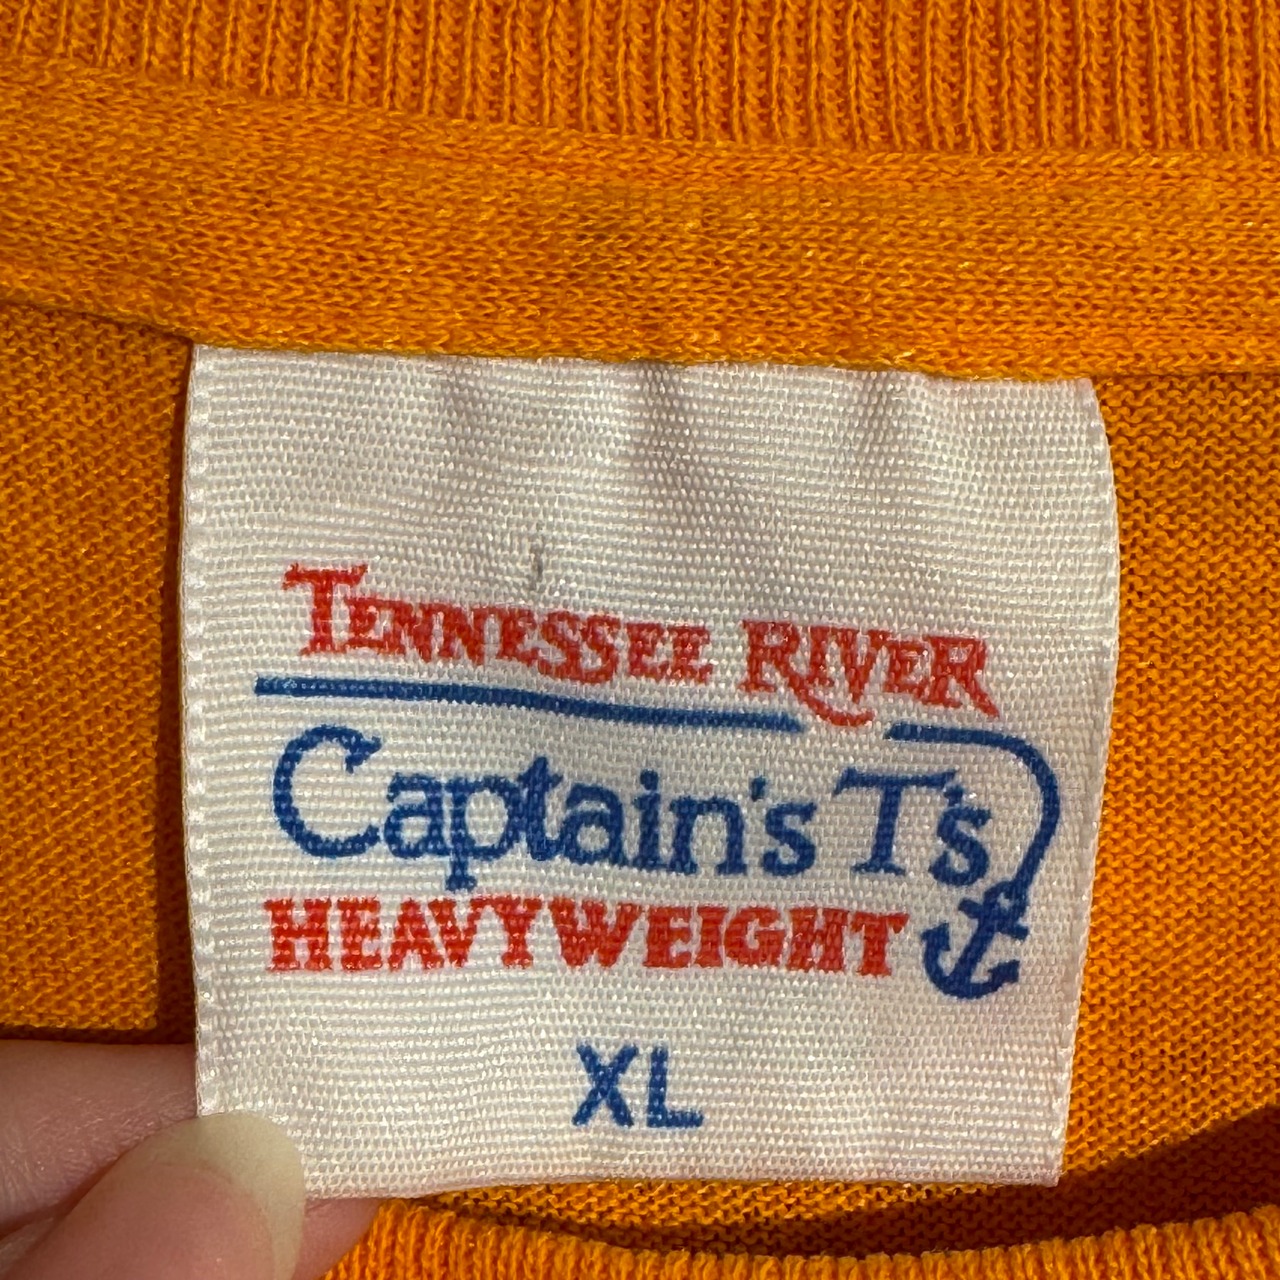 TENNESSEE RIVER
Captain's T's
HEAVYWEIGHT
XL